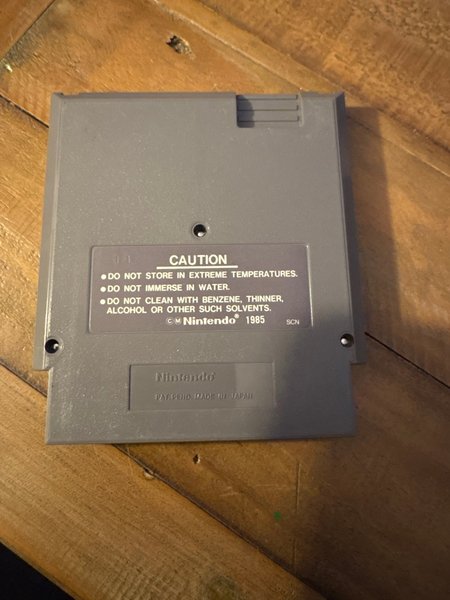 CAUTION
● DO NOT STORE IN EXTREME TEMPERATURES.
● DO NOT IMMERSE IN WATER.
● DO NOT CLEAN WITH BENZENE, THINNER,
ALCOHOL OR OTHER SUCH SOLVENTS.
ⒸⓂ Nintendo® 1985 SCN
Nintendo®
PAT. PEND. MADE IN JAPAN